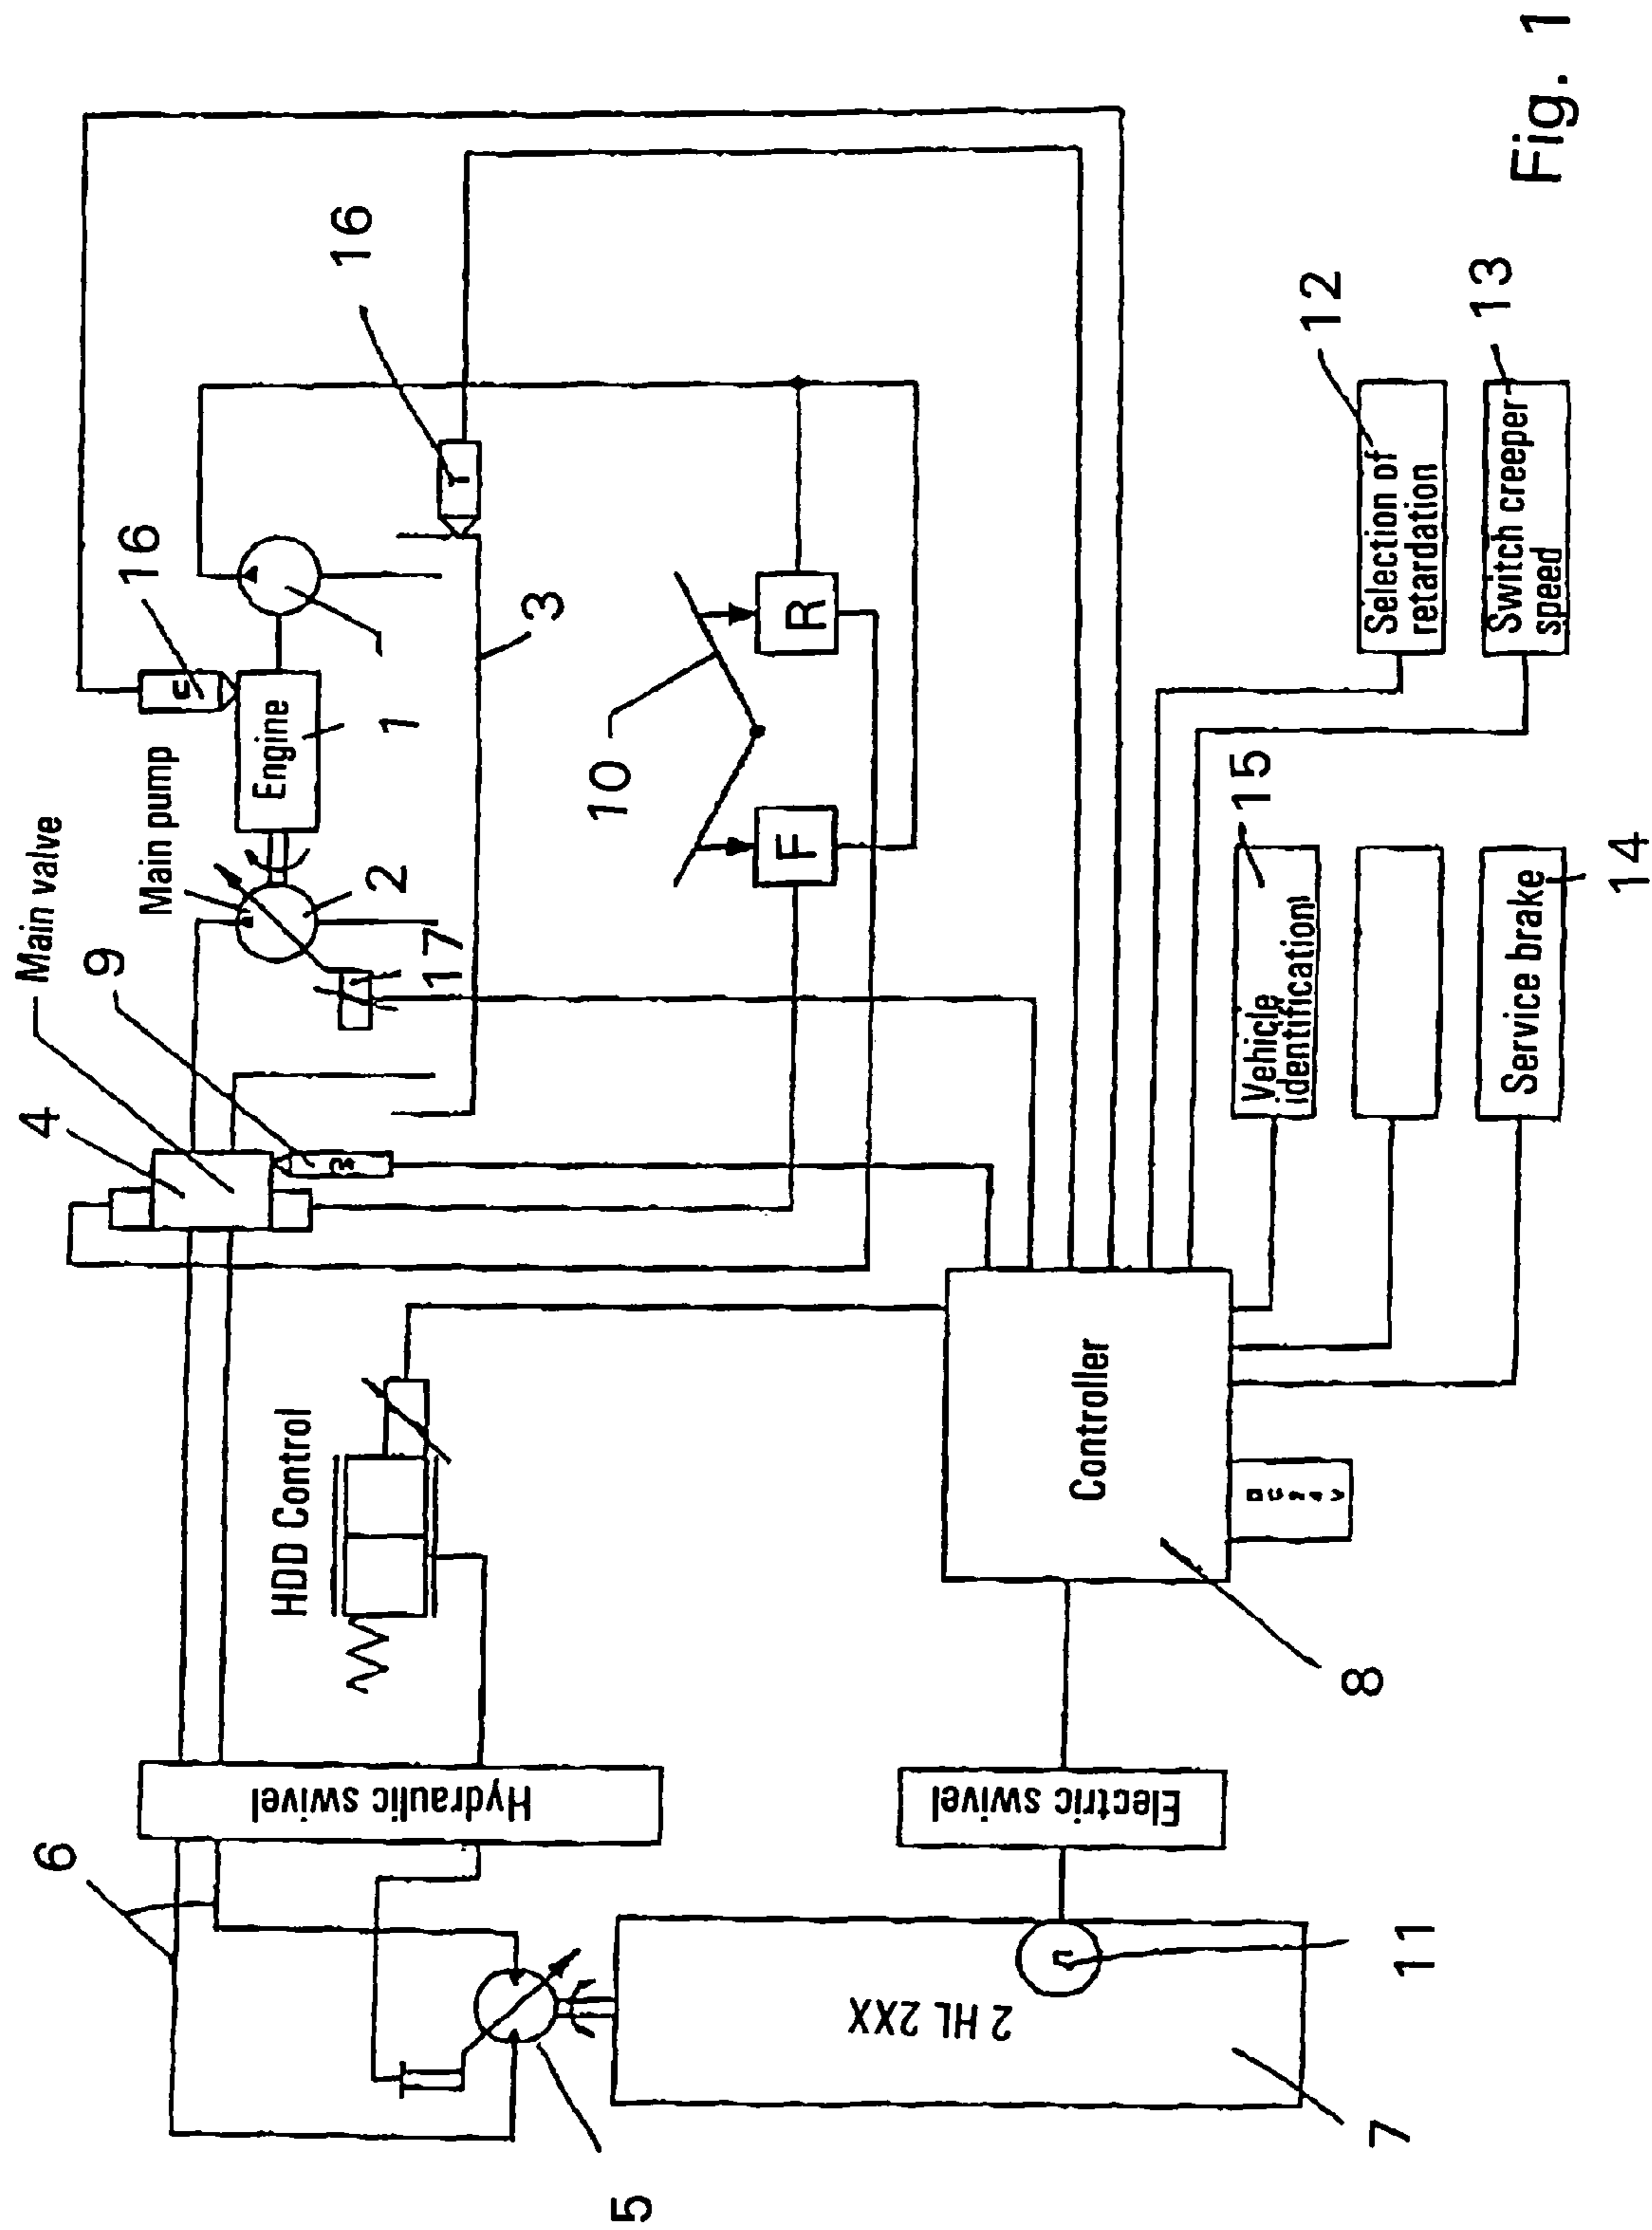 Main valve
4
6
9
16
Main pump
Engine
HDD Control
16
2
1
Hydraulic swivel
17
T
3
10
5
F
R
2 HL 2XX
Electric swivel
Controller
15
Vehicle
identification
DC24V
12
8
7
11
Selection of
retardation
13
Switch creeper
speed
Service brake
14
Fig. 1